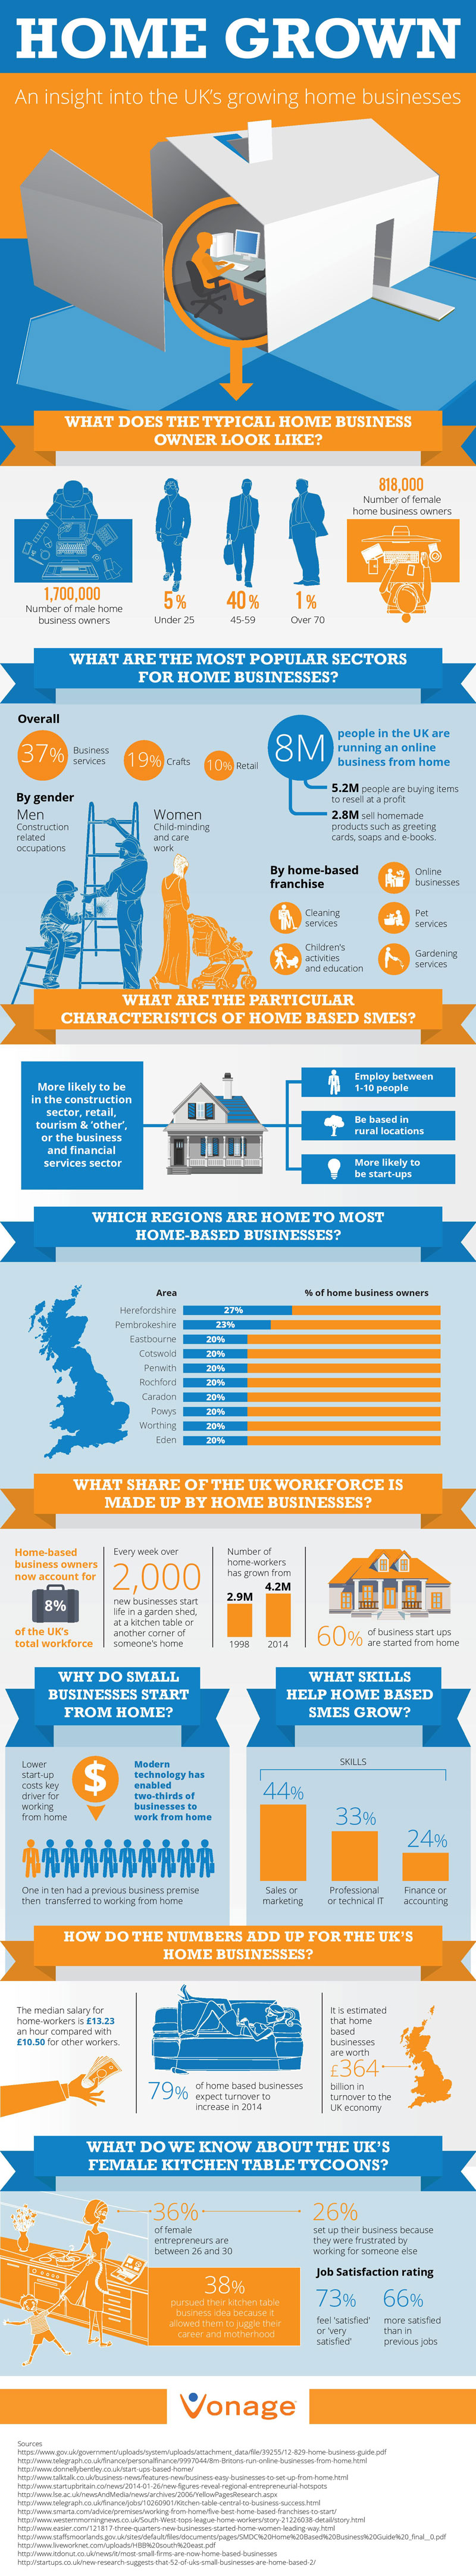 HOME GROWN
An insight into the UK's growing home businesses
WHAT DOES THE TYPICAL HOME BUSINESS
OWNER LOOK LIKE?
818,000
Number of female
home business owners
1,700,000
Number of male home
business owners
5%
Under 25
40%
45-59
1%
Over 70
WHAT ARE THE MOST POPULAR SECTORS
FOR HOME BUSINESSES?
Overall
37%
Business
services
19%
Crafts
10%
Retail
8M
people in the UK are
running an online
business from home
5.2M people are buying items
to resell at a profit
2.8M sell homemade
products such as greeting
cards, soaps and e-books.
By gender
Men
Construction
related
occupations
Women
Child-minding
and care
work
By home-based
franchise
Online
businesses
Cleaning
services
Pet
services
Children's
activities
and education
Gardening
services
WHAT ARE THE PARTICULAR
CHARACTERISTICS OF HOME BASED SMES?
More likely to be
in the construction
sector, retail,
tourism & 'other',
or the business
and financial
services sector
Employ between
1-10 people
Be based in
rural locations
More likely to
be start-ups
WHICH REGIONS ARE HOME TO MOST
HOME-BASED BUSINESSES?
Area
% of home business owners
Herefordshire 27%
Pembrokeshire 23%
Eastbourne 20%
Cotswold 20%
Penwith 20%
Rochford 20%
Caradon 20%
Powys 20%
Worthing 20%
Eden 20%
WHAT SHARE OF THE UK WORKFORCE IS
MADE UP BY HOME BUSINESSES?
Home-based
business owners
now account for
8%
of the UK's
total workforce
Every week over
2,000
new businesses start
life in a garden shed,
at a kitchen table or
another corner of
someone's home
Number of
home-workers
has grown from
2.9M
4.2M
1998
2014
60% of business start ups
are started from home
WHY DO SMALL
BUSINESSES START
FROM HOME?
Lower
start-up
costs key
driver for
working
from home
$
Modern
technology has
enabled
two-thirds of
businesses to
work from home
One in ten had a previous business premise
then transferred to working from home
WHAT SKILLS
HELP HOME BASED
SMES GROW?
SKILLS
44%
33%
24%
Sales or
marketing
Professional
or technical IT
Finance or
accounting
HOW DO THE NUMBERS ADD UP FOR THE UK'S
HOME BUSINESSES?
The median salary for
home-workers is £13.23
an hour compared with
£10.50 for other workers.
79% of home based businesses
expect turnover to
increase in 2014
It is estimated
that home
based
businesses
are worth
£364
billion in
turnover to the
UK economy
WHAT DO WE KNOW ABOUT THE UK'S
FEMALE KITCHEN TABLE TYCOONS?
36%
of female
entrepreneurs are
between 26 and 30
26%
set up their business because
they were frustrated by
working for someone else
38%
pursued their kitchen table
business idea because it
allowed them to juggle their
career and motherhood
Job Satisfaction rating
73%
feel 'satisfied'
or 'very
satisfied'
66%
more satisfied
than in
previous jobs
Vonage
Sources
https://www.gov.uk/government/uploads/system/uploads/attachment_data/file/39255/12-829-home-business-guide.pdf
http://www.telegraph.co.uk/finance/personalfinance/9997044/8m-Britons-run-online-businesses-from-home.html
http://www.donnellybentley.co.uk/start-ups-based-home/
http://www.talktalk.co.uk/business-news/features-new/business-easy-businesses-to-set-up-from-home.html
http://www.startupbritain.co/news/2014-01-26/new-figures-reveal-regional-entrepreneurial-hotspots
http://www.lse.ac.uk/newsAndMedia/news/archives/2006/YellowPagesResearch.aspx
http://www.telegraph.co.uk/finance/jobs/10260901/Kitchen-table-central-to-business-success.html
http://www.smarta.com/advice/premises/working-from-home/five-best-home-based-franchises-to-start/
http://www.westernmorningnews.co.uk/South-West-tops-league-home-workers/story-21226038-detail/story.html
http://www.easier.com/121817-three-quarters-new-businesses-started-home-women-leading-way.html
http://www.staffsmoorlands.gov.uk/sites/default/files/documents/pages/SMDC%20Home%20Based%20Business%20Guide%20_final__0.pdf
http://www.liveworknet.com/uploads/HBB%20south%20east.pdf
http://www.itdonut.co.uk/news/it/most-small-firms-are-now-home-based-businesses
http://startups.co.uk/new-research-suggests-that-52-of-uks-small-businesses-are-home-based-2/